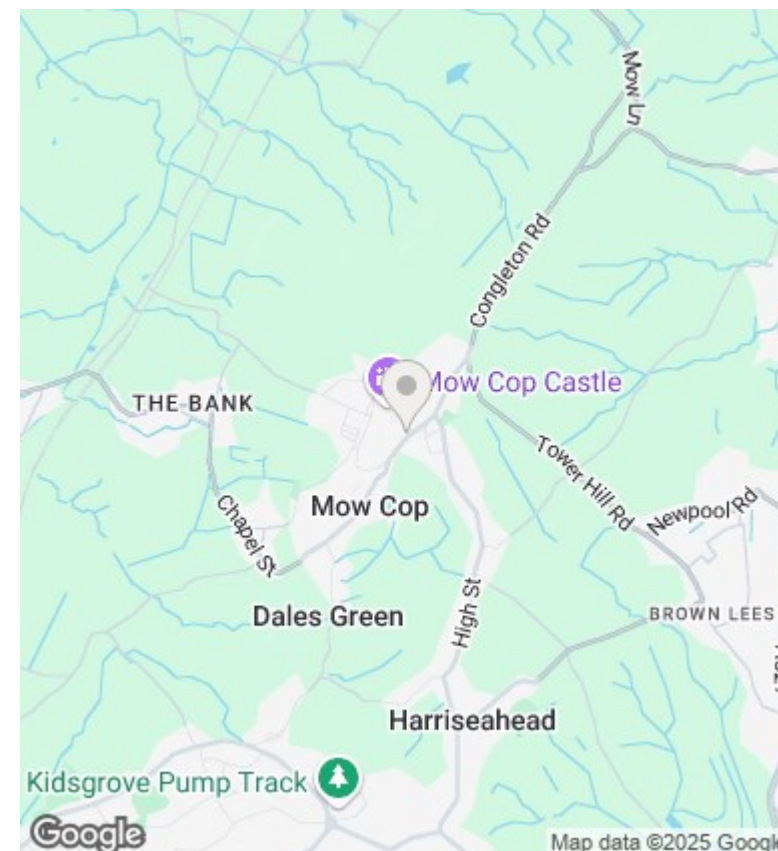 Mow Ln
Congleton Rd
Mow Cop Castle
THE BANK
Tower Hill Rd
Newpool Rd
Mow Cop
Chapel St
Dales Green
High St
BROWN LEES
Harriseahead
Kidsgrove Pump Track
Google
Map data ©2025 Google